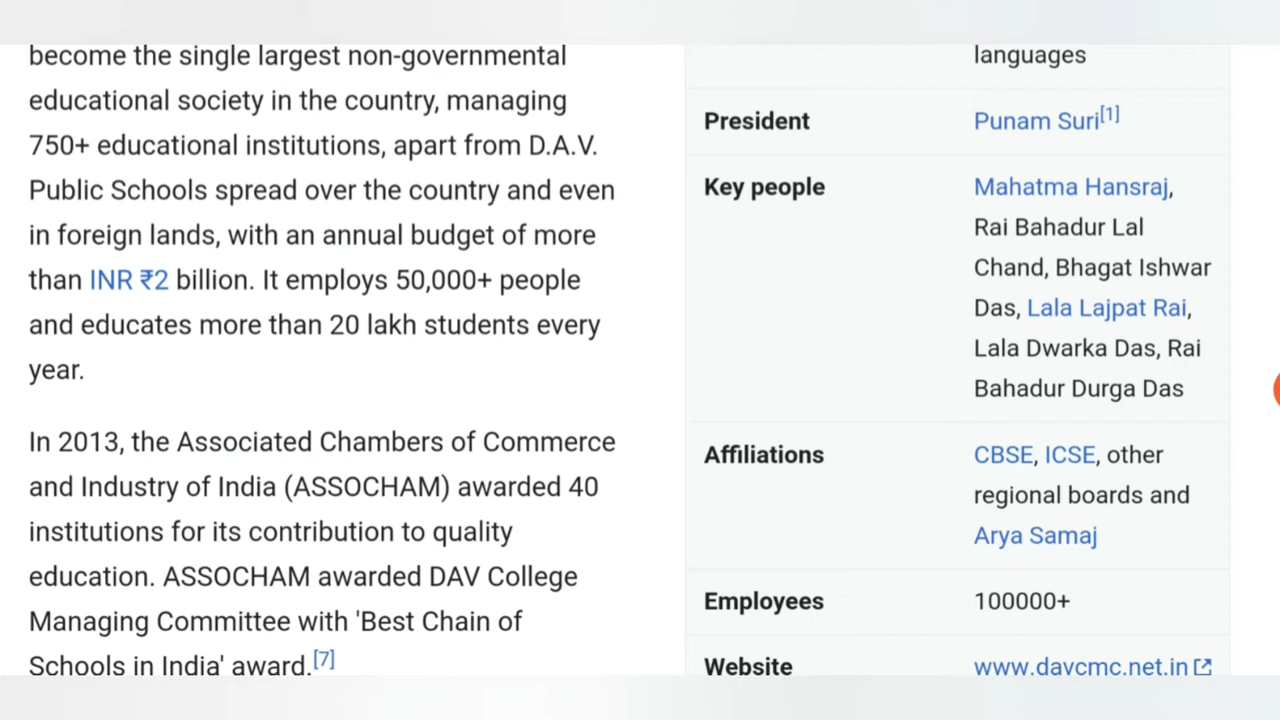 become the single largest non-governmental
educational society in the country, managing
750+ educational institutions, apart from D.A.V.
Public Schools spread over the country and even
in foreign lands, with an annual budget of more
than INR ₹2 billion. It employs 50,000+ people
and educates more than 20 lakh students every
year.
In 2013, the Associated Chambers of Commerce
and Industry of India (ASSOCHAM) awarded 40
institutions for its contribution to quality
education. ASSOCHAM awarded DAV College
Managing Committee with 'Best Chain of
Schools in India' award.[7]
languages
President Punam Suri[1]
Key people Mahatma Hansraj,
Rai Bahadur Lal
Chand, Bhagat Ishwar
Das, Lala Lajpat Rai,
Lala Dwarka Das, Rai
Bahadur Durga Das
Affiliations CBSE, ICSE, other
regional boards and
Arya Samaj
Employees 100000+
Website www.davcmc.net.in